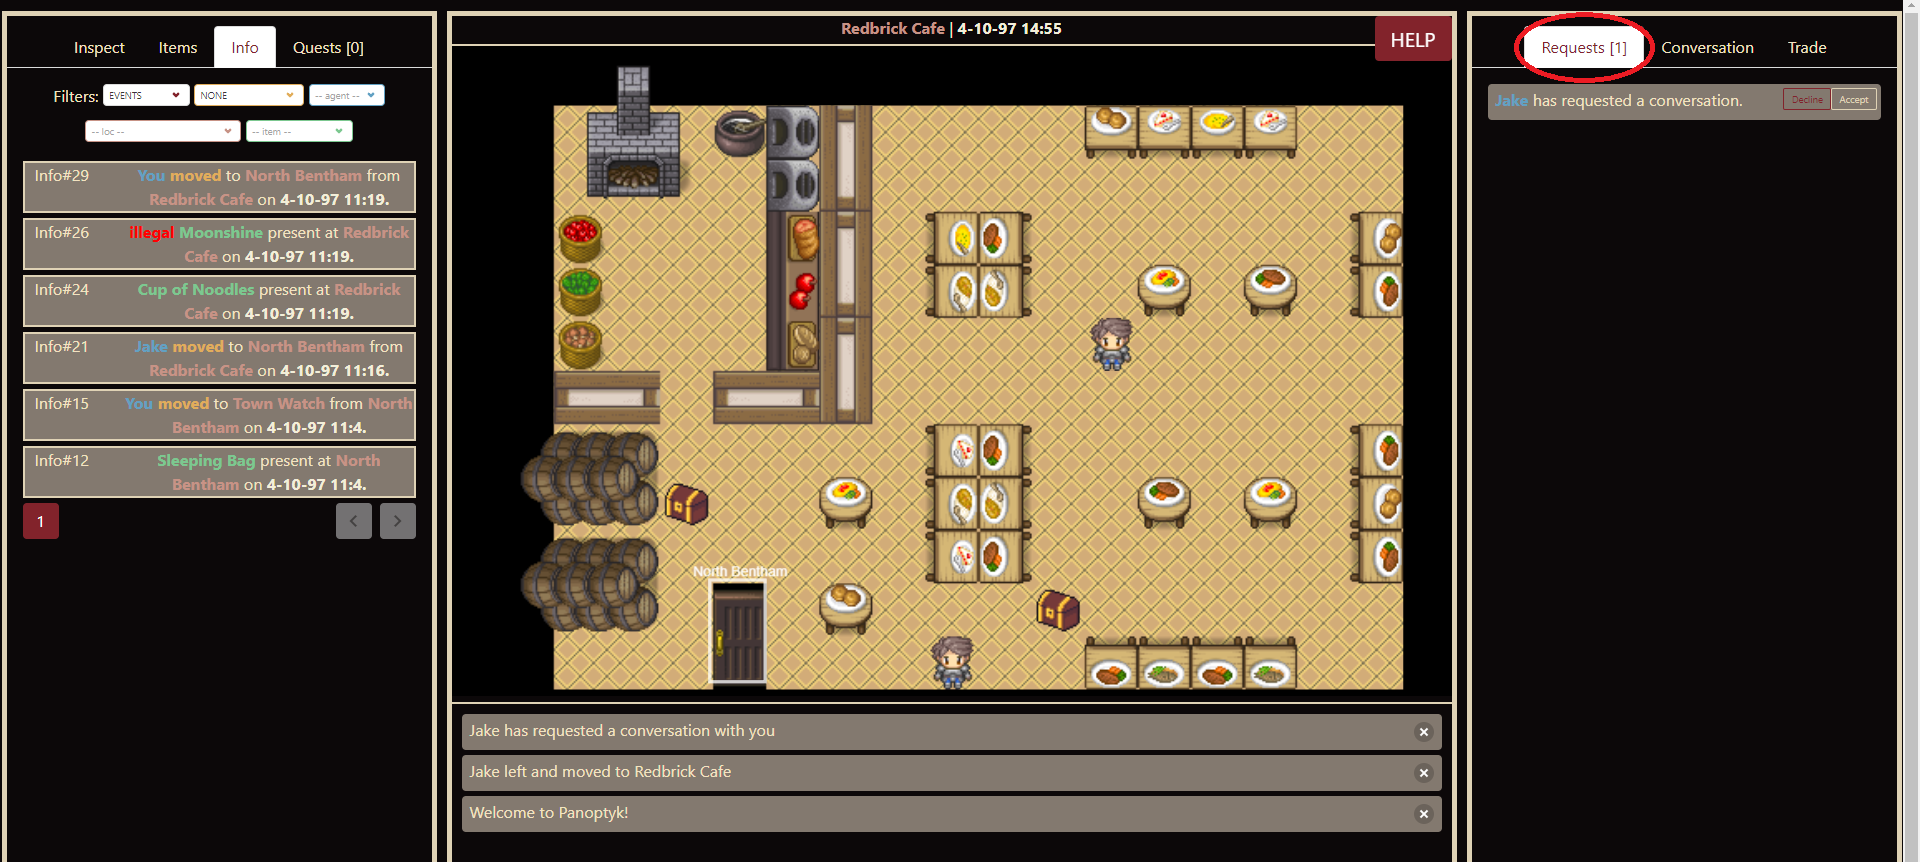 Inspect Items Info Quests [0]
Filters: EVENTS NONE -- agent --
-- loc -- -- item --
Info#29 You moved to North Bentham from
Redbrick Cafe on 4-10-97 11:19.
Info#26 illegal Moonshine present at Redbrick
Cafe on 4-10-97 11:19.
Info#24 Cup of Noodles present at Redbrick
Cafe on 4-10-97 11:19.
Info#21 Jake moved to North Bentham from
Redbrick Cafe on 4-10-97 11:16.
Info#15 You moved to Town Watch from North
Bentham on 4-10-97 11:4.
Info#12 Sleeping Bag present at North
Bentham on 4-10-97 11:4.
1 < >
Redbrick Cafe | 4-10-97 14:55
HELP
North Bentham
Jake has requested a conversation with you
Jake left and moved to Redbrick Cafe
Welcome to Panoptyk!
Requests [1] Conversation Trade
Jake has requested a conversation. Decline Accept